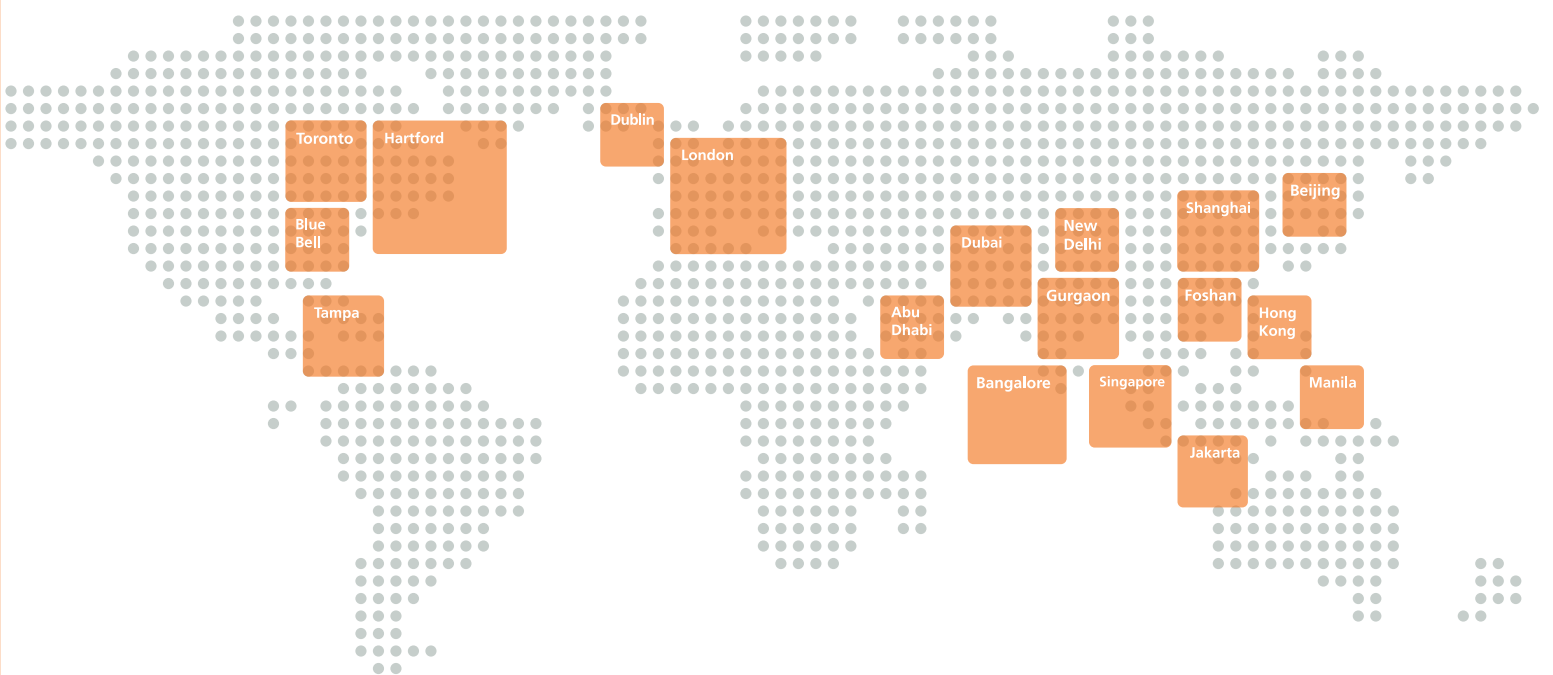 Dublin
Toronto
Hartford
London
Beijing
Shanghai
Blue
Bell
New
Delhi
Dubai
Gurgaon
Foshan
Tampa
Abu
Dhabi
Hong
Kong
Bangalore
Singapore
Manila
Jakarta